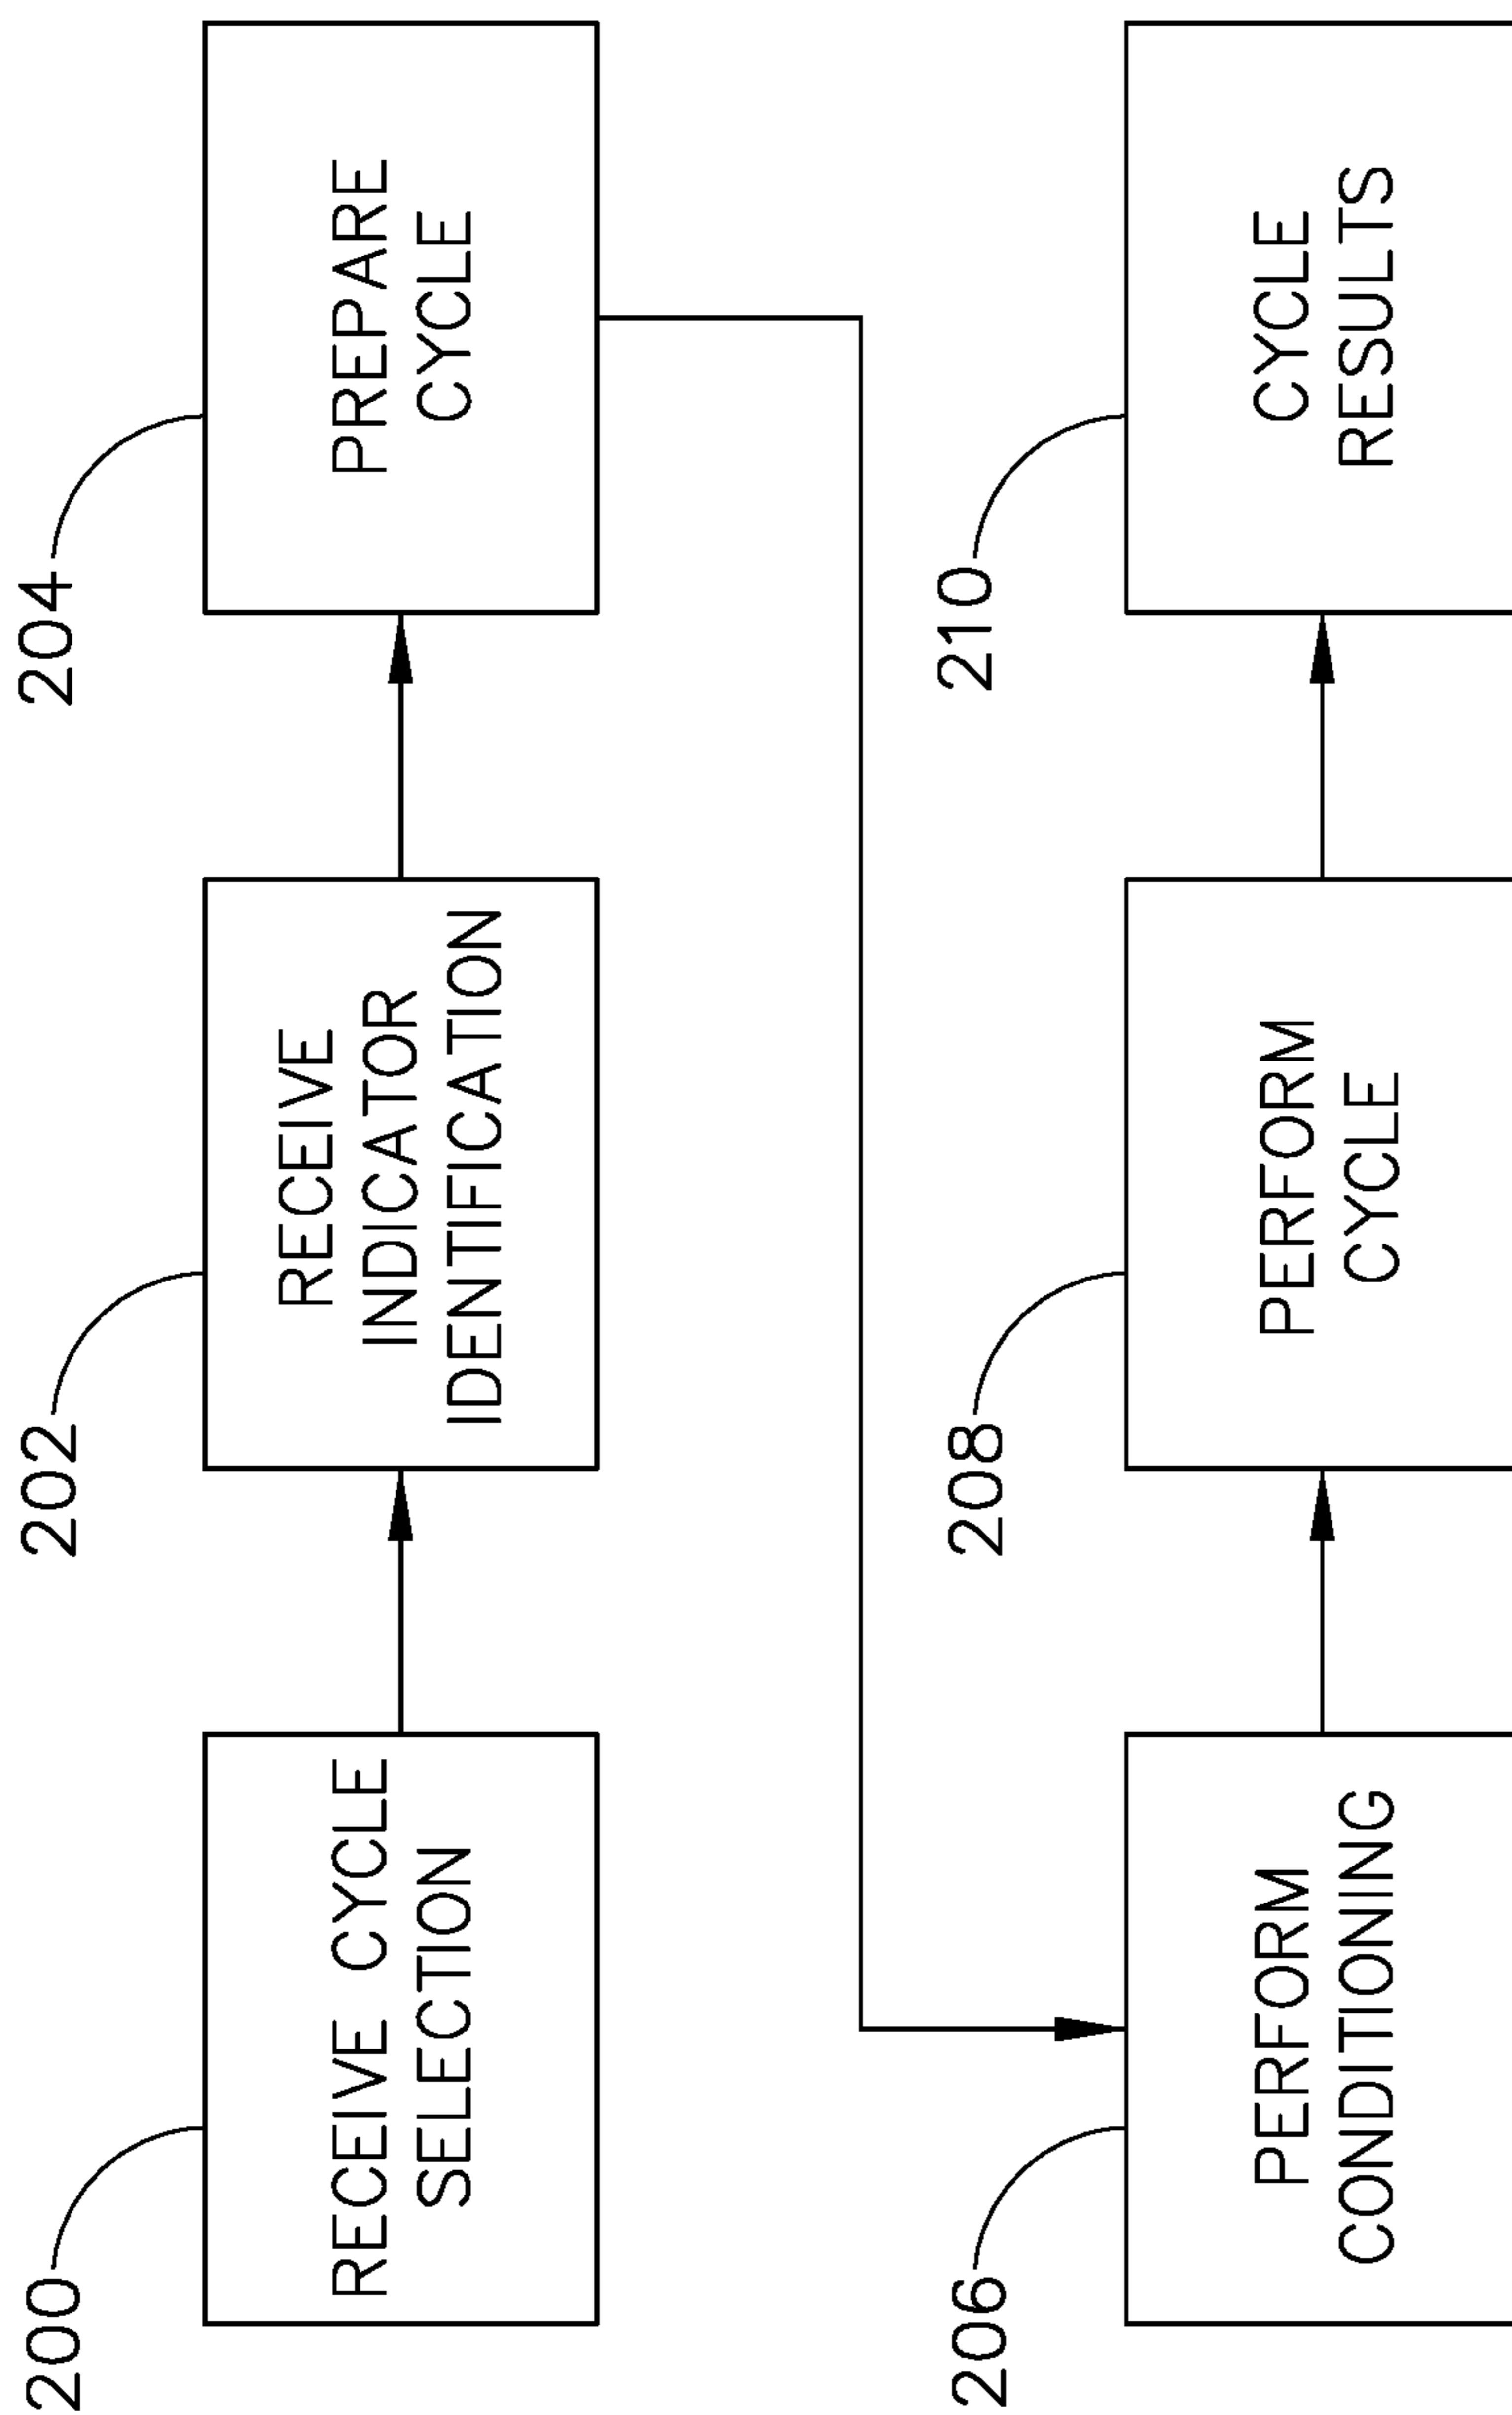 200
RECEIVE CYCLE
SELECTION
202
RECEIVE
INDICATOR
IDENTIFICATION
204
PREPARE
CYCLE
206
PERFORM
CONDITIONING
208
PERFORM
CYCLE
210
CYCLE
RESULTS